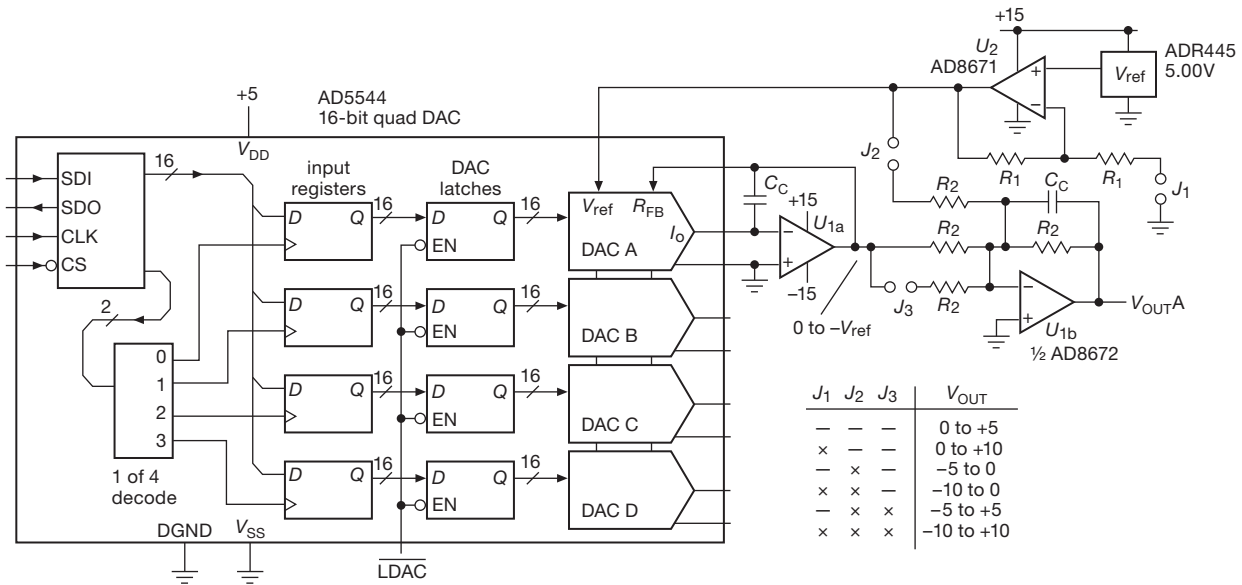 +15
U2
AD8671
ADR445
5.00V
Vref
+
−
AD5544
16-bit quad DAC
+5
VDD
J2
R1
R1
J1
SDI
SDO
CLK
CS
16
input
registers
DAC
latches
D Q
16
D Q
EN
16
Vref RFB
Io
DAC A
CC
+15
U1a
−
+
−15
R2
CC
R2
R2
J3
R2
0 to −Vref
−
+
U1b
½ AD8672
VOUTA
2
D Q
16
D Q
EN
16
DAC B
0
1
2
3
1 of 4
decode
D Q
16
D Q
EN
16
DAC C
D Q
16
D Q
EN
16
DAC D
DGND
VSS
LDAC
J1 J2 J3 VOUT
— — — 0 to +5
× — — 0 to +10
— × — −5 to 0
× × — −10 to 0
— × × −5 to +5
× × × −10 to +10